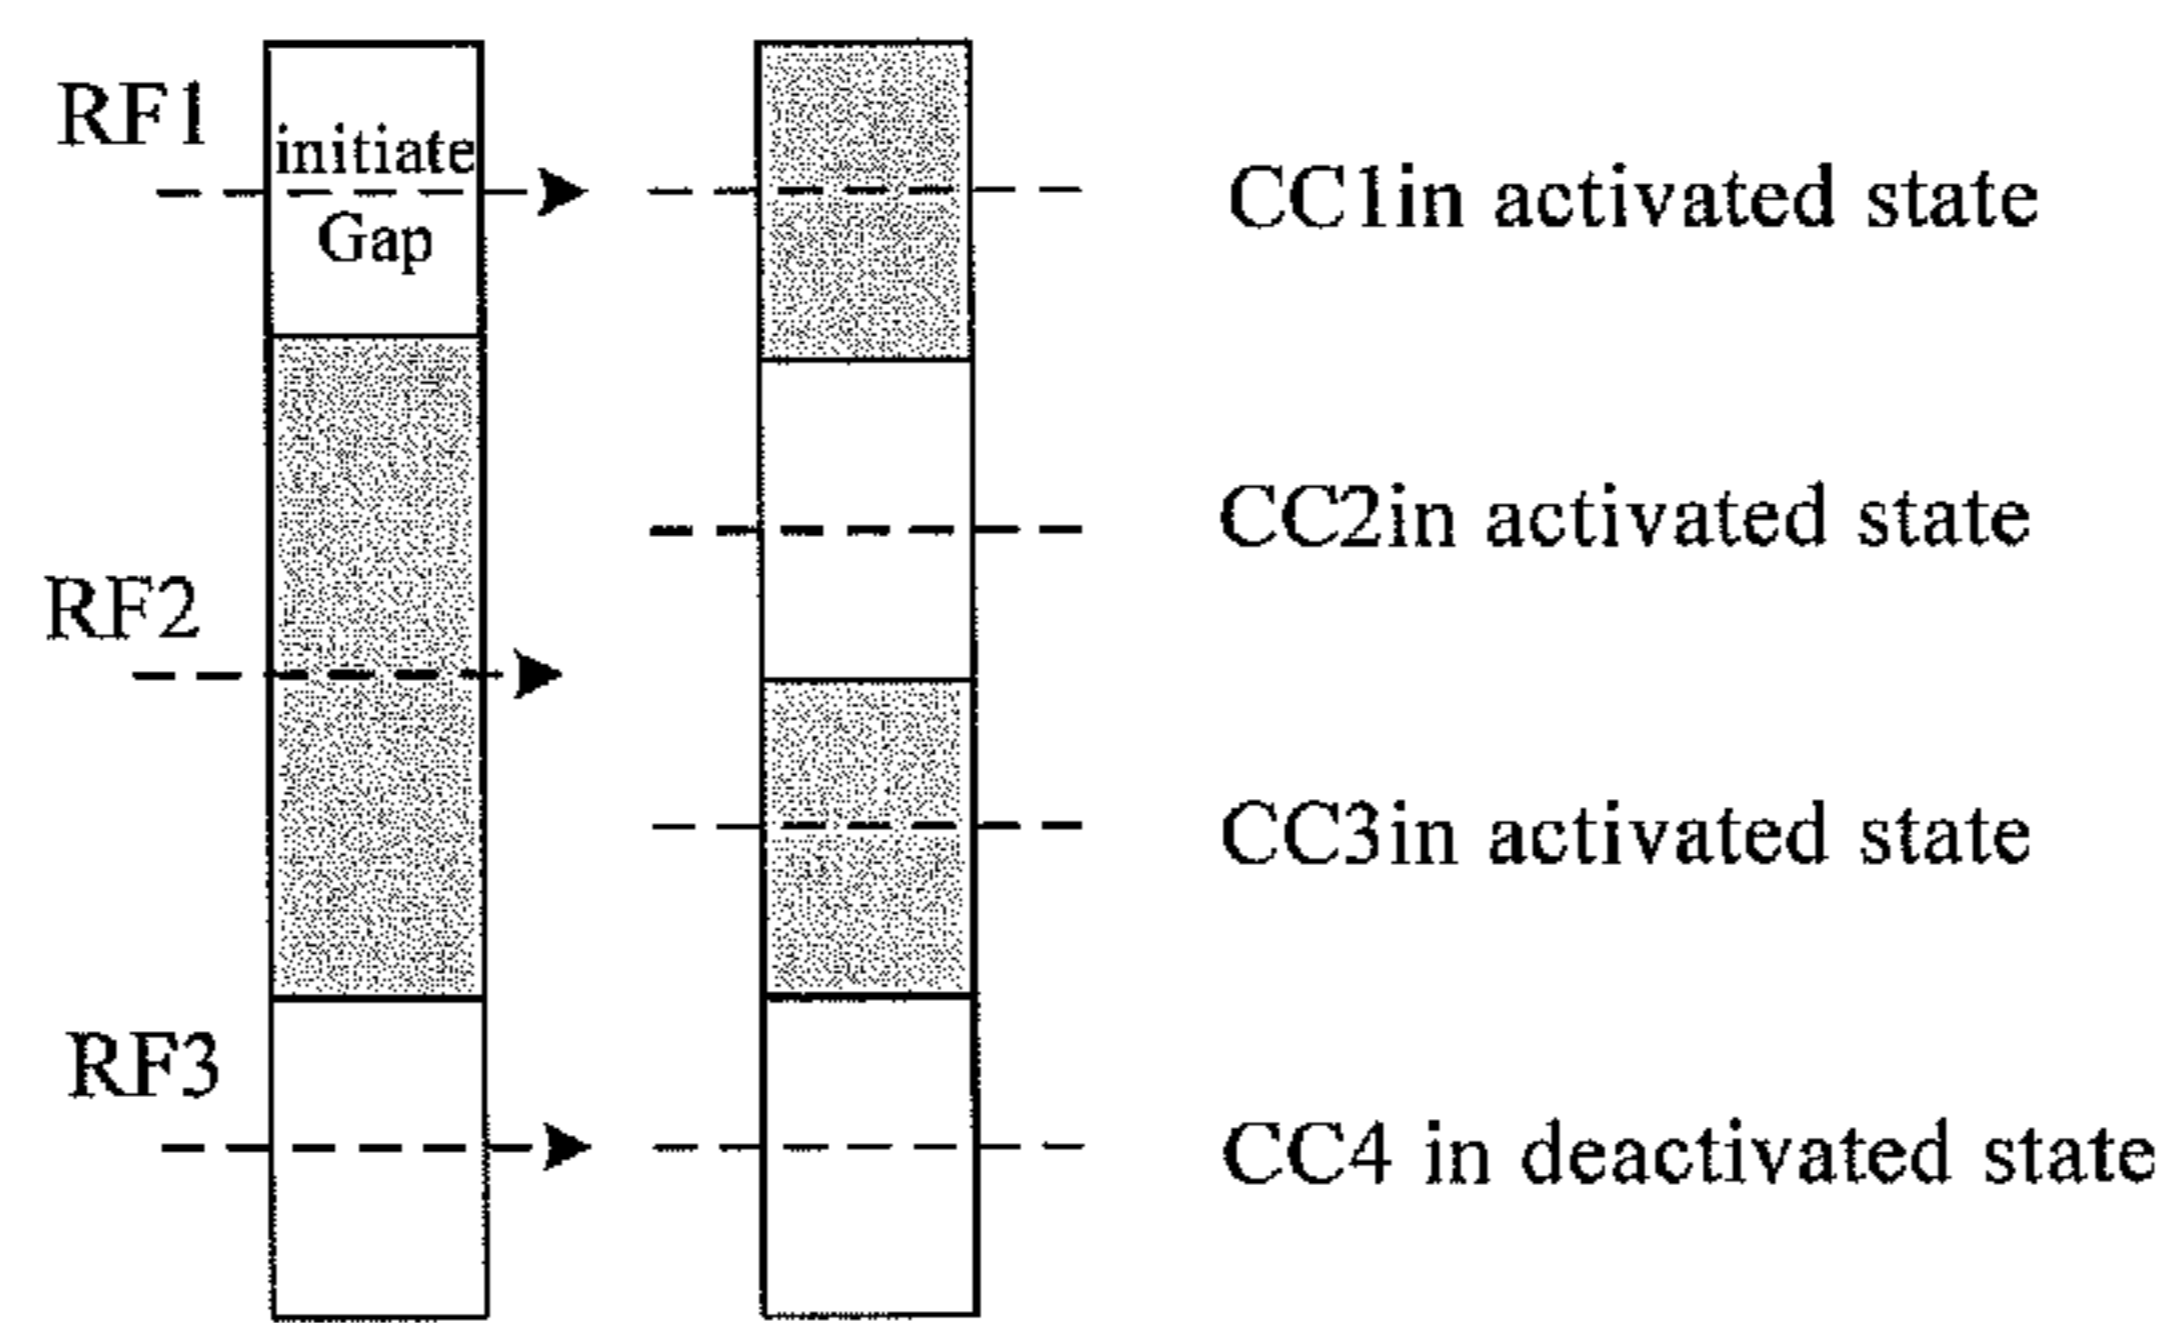 RF1
initiate
Gap
CC1in activated state
CC2in activated state
RF2
CC3in activated state
RF3
CC4 in deactivated state